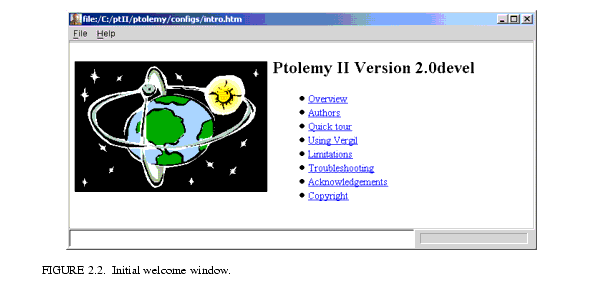 file:/C:/ptII/ptolemy/configs/intro.htm
File Help
Ptolemy II Version 2.0devel
Overview
Authors
Quick tour
Using Vergil
Limitations
Troubleshooting
Acknowledgements
Copyright
FIGURE 2.2. Initial welcome window.